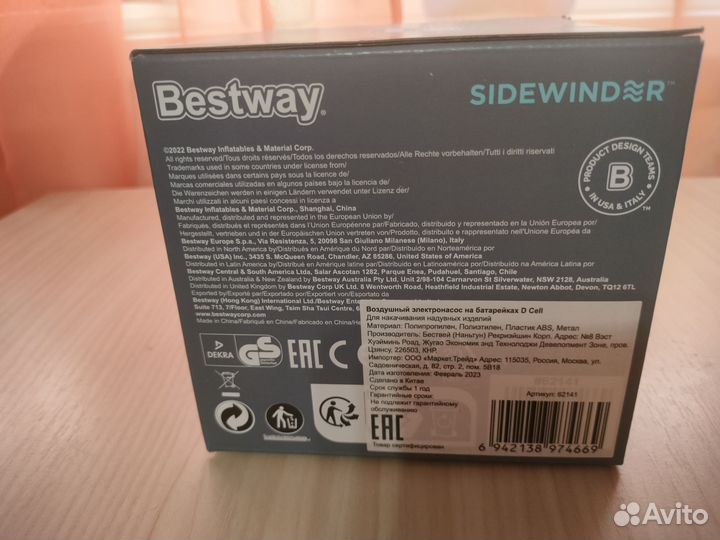 Bestway®
SIDEWINDER™
©2022 Bestway Inflatables & Material Corp.
All rights reserved/Tous droits réservés/Todos los derechos reservados/Alle Rechte vorbehalten/Tutti i diritti riservati
Trademarks used in some countries under license from/
Marques utilisées dans certains pays sous la licence de/
Marcas comerciales utilizadas en algunos países bajo la licencia de/
Die Warenzeichen werden in einigen Ländern verwendet unter Lizenz der/
Marchi utilizzati in alcuni paesi concessi in licenza a
Bestway Inflatables & Material Corp., Shanghai, China
Manufactured, distributed and represented in the European Union by/
Fabriqués, distribués et représentés dans l'Union Européenne par/Fabricado, distribuido y representado en la Unión Europea por/
Hergestellt, vertrieben und in der Europäischen Union vertreten von/Prodotto, distribuito e rappresentato nell'Unione Europea da
Bestway Europe S.p.a., Via Resistenza, 5, 20098 San Giuliano Milanese (Milano), Italy
Distributed in North America by/Distribués en Amérique du Nord par/Distribuido en Norteamérica por
Bestway (USA) Inc., 3435 S. McQueen Road, Chandler, AZ 85286, United States of America
Distributed in Latin America by/Distribué en Amérique latine par/Distribuido en Latinoamérica por/Distribuído na América Latina por
Bestway Central & South America Ltda, Salar Ascotan 1282, Parque Enea, Pudahuel, Santiago, Chile
Distributed in Australia & New Zealand by Bestway Australia Pty Ltd, Unit 2/98-104 Carnarvon St Silverwater, NSW 2128, Australia
Distributed in United Kingdom by Bestway Corp UK Ltd. 8 Wentworth Road, Heathfield Industrial Estate, Newton Abbot, Devon, TQ12 6TL
Exported by/Exporté par/Exportado por/Exportiert von/Esportato da
Bestway (Hong Kong) International Ltd./Bestway Enter
Suite 713, 7/Floor, East Wing, Tsim Sha Tsui Centre, 6
www.bestwaycorp.com
Made in China/Fabriqué en Chine/Fabricado en China/
PRODUCT DESIGN TEAMS
B
IN USA & ITALY
™
DEKRA
GS
EAC
Воздушный электронасос на батарейках D Cell
Для накачивания надувных изделий
Материал: Полипропилен, Полиэтилен, Пластик ABS, Метал
Производитель: Бествей (Наньтун) Рекриэйшин Корп. Адрес: №8 Вэст
Хуэйминь Роад, Жугао Экономик энд Технолоджи Девелопмент Зоне, пров.
Цзянсу, 226503, КНР.
Импортер: ООО «Маркет.Трейд» Адрес: 115035, Россия, Москва, ул.
Садовническая, д. 82, стр. 2, пом. 5В18
Дата изготовления: Февраль 2023
Сделано в Китае
Срок службы 1 год
Гарантийные сроки:
Не подлежит гарантийному
обслуживанию
EAC
Товар сертифицирован
Артикул: 62141
6 942138 974669
Avito